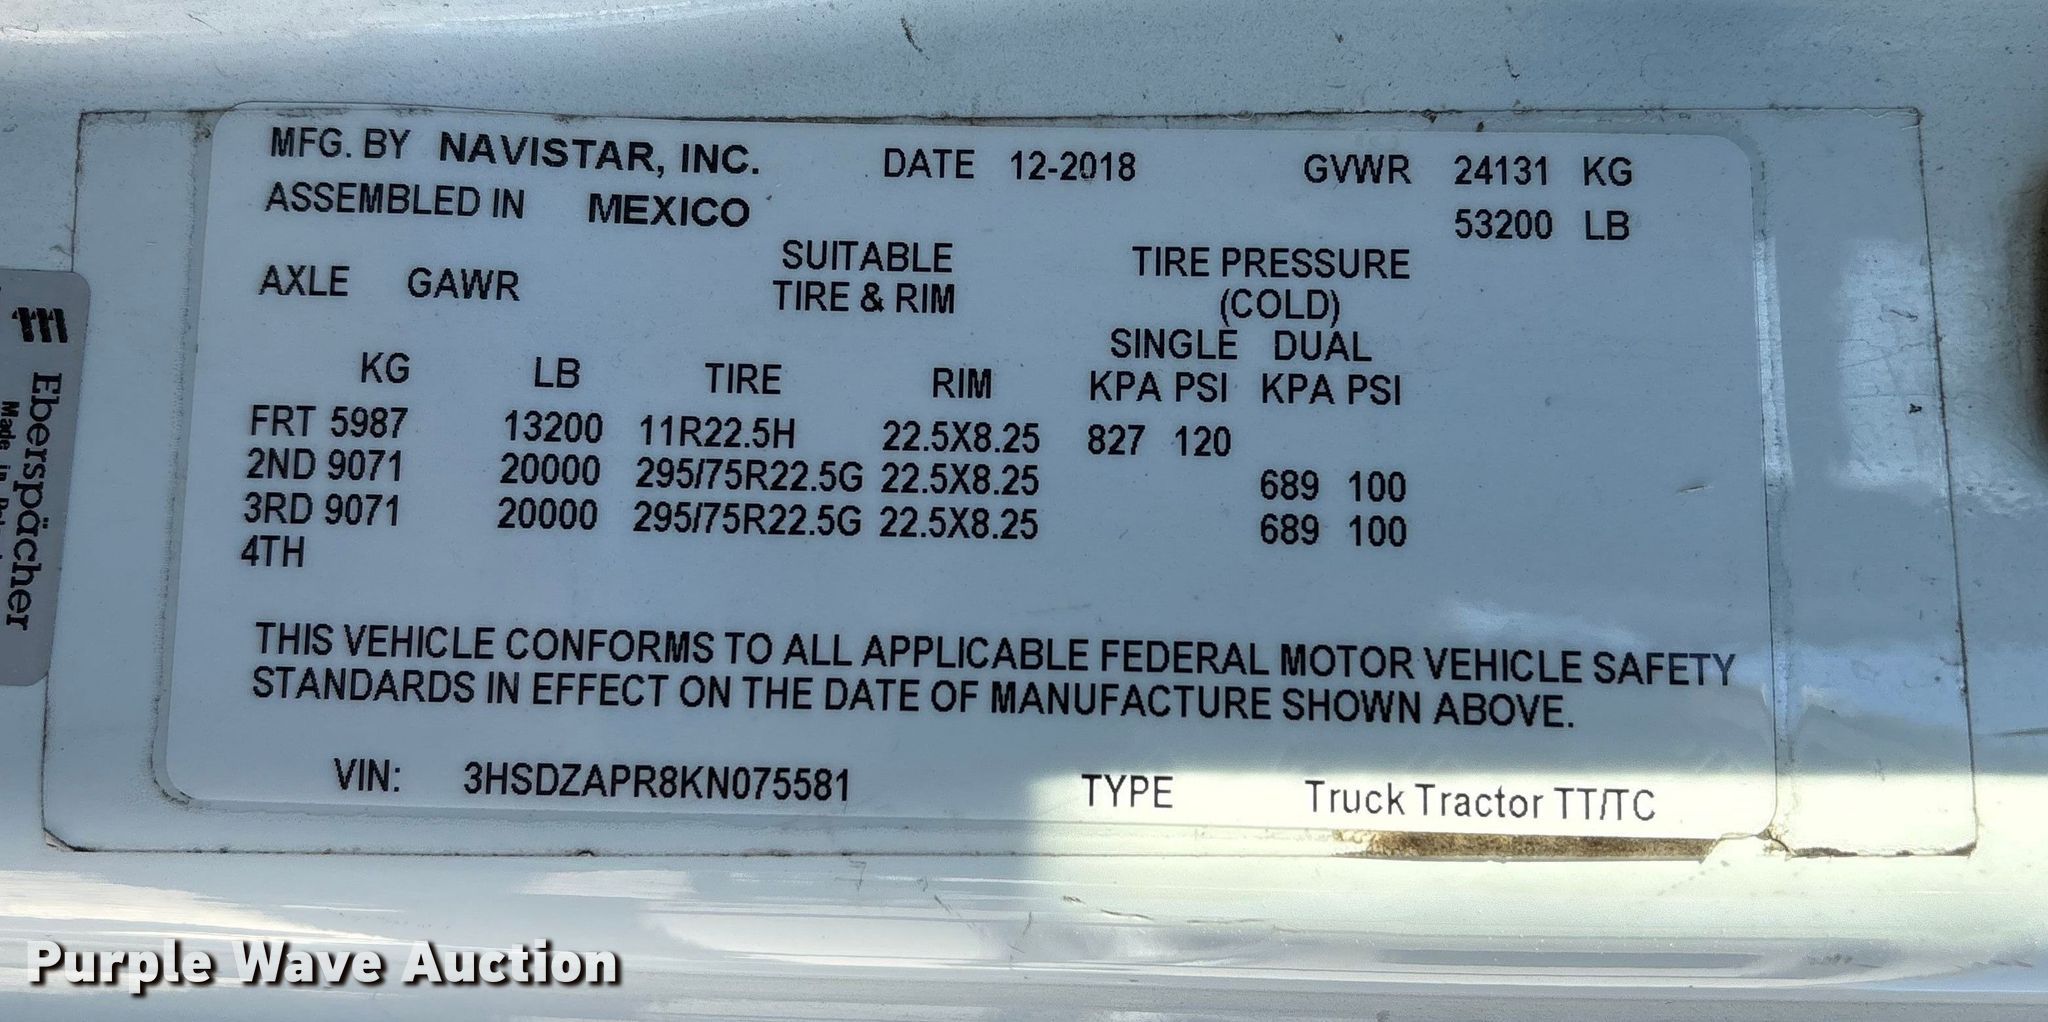 MFG. BY NAVISTAR, INC. DATE 12-2018 GVWR 24131 KG
ASSEMBLED IN MEXICO 53200 LB
AXLE GAWR SUITABLE TIRE & RIM TIRE PRESSURE (COLD)
SINGLE DUAL
KG LB TIRE RIM KPA PSI KPA PSI
FRT 5987 13200 11R22.5H 22.5X8.25 827 120
2ND 9071 20000 295/75R22.5G 22.5X8.25 689 100
3RD 9071 20000 295/75R22.5G 22.5X8.25 689 100
4TH
THIS VEHICLE CONFORMS TO ALL APPLICABLE FEDERAL MOTOR VEHICLE SAFETY
STANDARDS IN EFFECT ON THE DATE OF MANUFACTURE SHOWN ABOVE.
VIN: 3HSDZAPR8KN075581 TYPE Truck Tractor TT/TC
Eberspächer
Made in
Purple Wave Auction